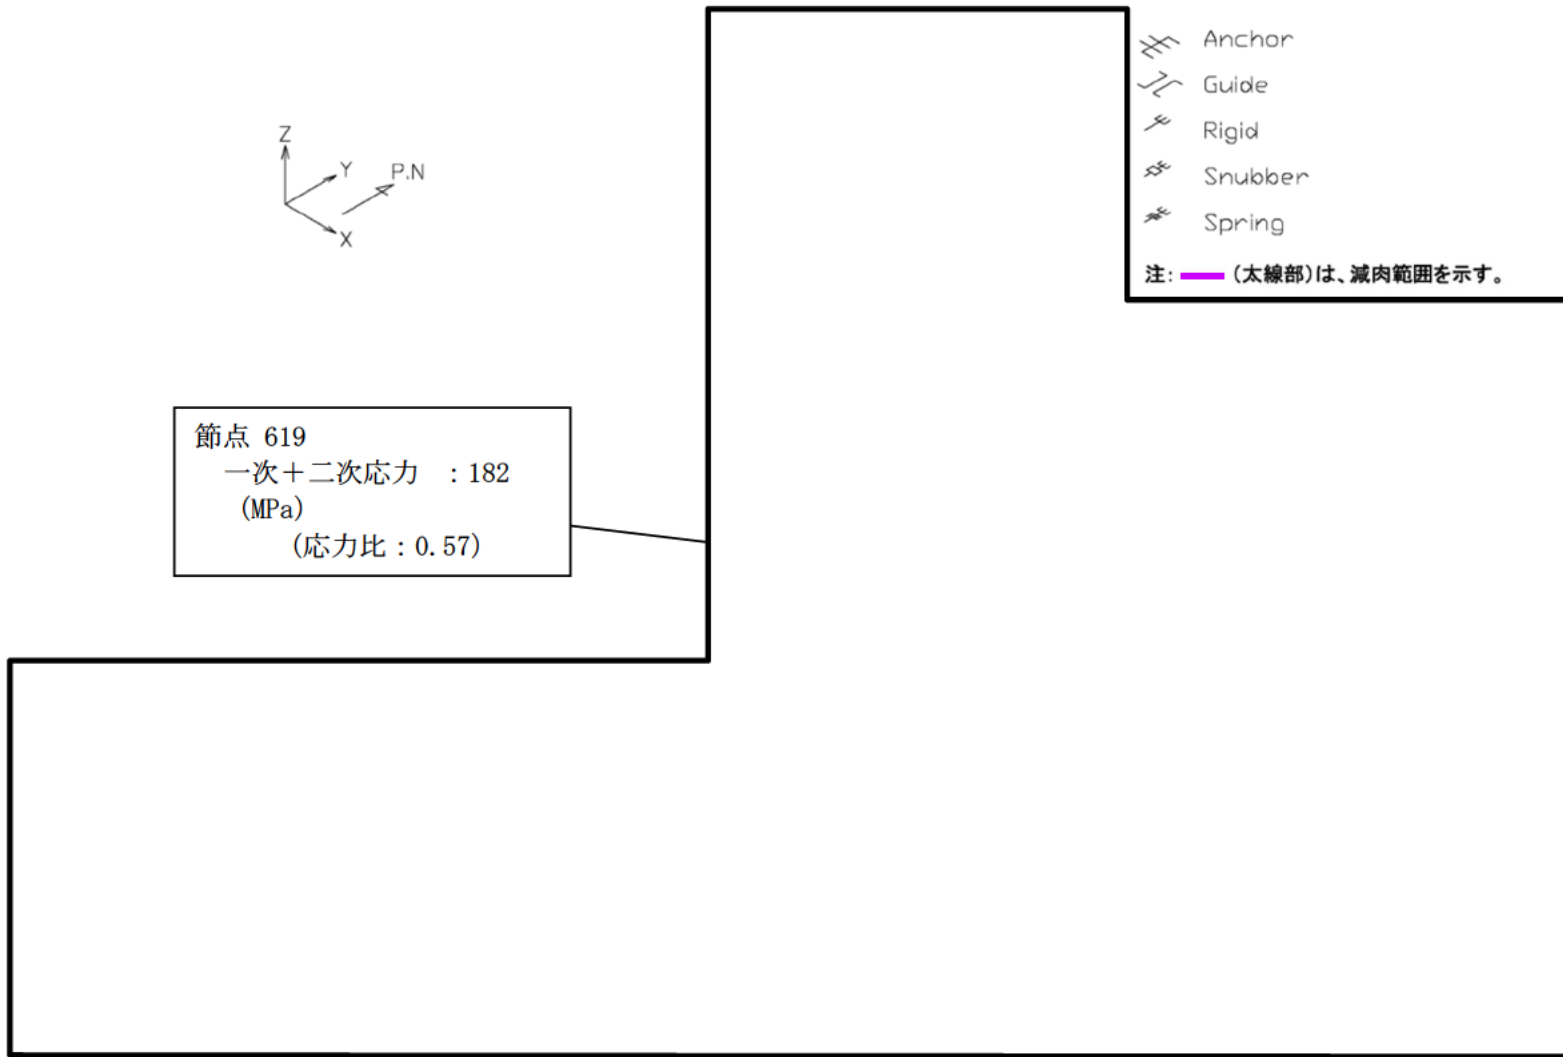 Z
Y
P.N
X
Anchor
Guide
Rigid
Snubber
Spring
注: (太線部)は、減肉範囲を示す。
節点 619
一次＋二次応力 : 182
(MPa)
(応力比：0.57)